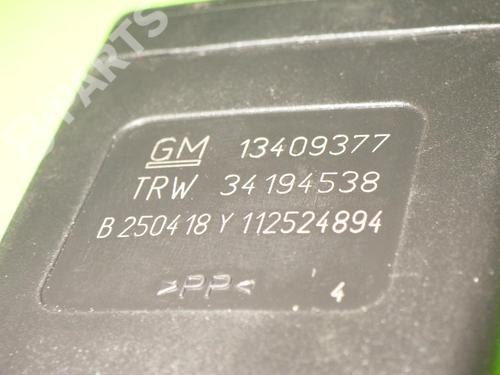 B-PARTS
GM 13409377
TRW 34194538
B 250418 Y 112524894
>PP< 4